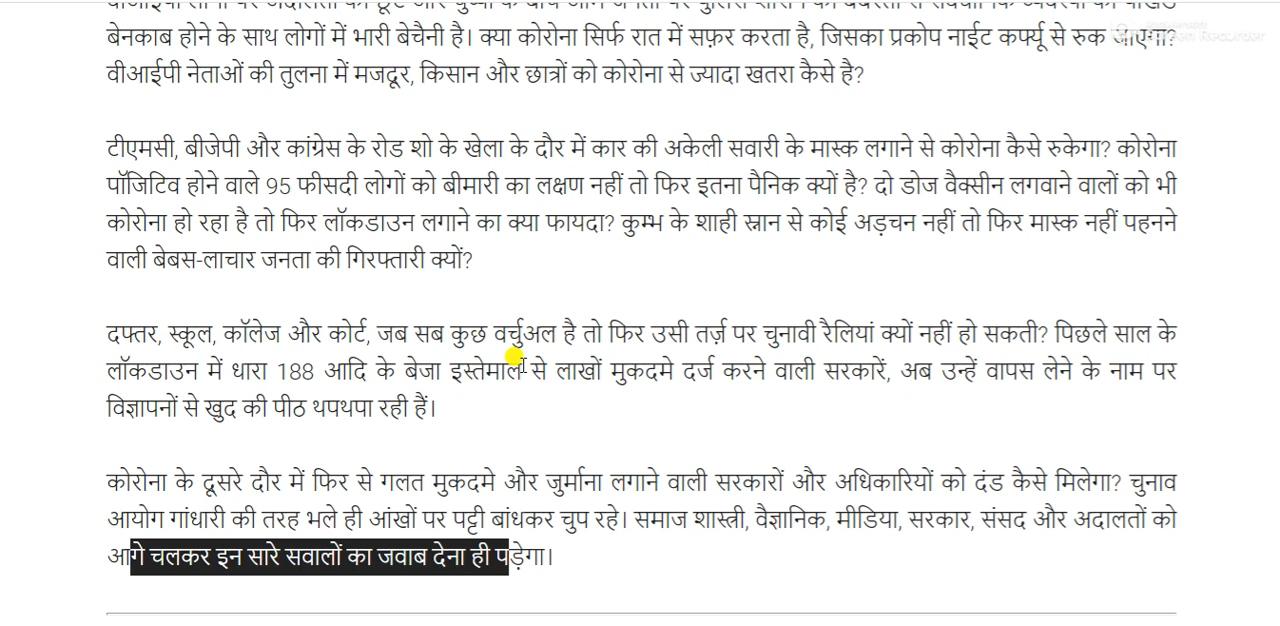 बेनकाब होने के साथ लोगों में भारी बेचैनी है। क्या कोरोना सिर्फ रात में सफ़र करता है, जिसका प्रकोप नाईट कर्फ्यू से रुक जाएगा?
वीआईपी नेताओं की तुलना में मजदूर, किसान और छात्रों को कोरोना से ज्यादा खतरा कैसे है?
टीएमसी, बीजेपी और कांग्रेस के रोड शो के खेला के दौर में कार की अकेली सवारी के मास्क लगाने से कोरोना कैसे रुकेगा? कोरोना
पॉजिटिव होने वाले 95 फीसदी लोगों को बीमारी का लक्षण नहीं तो फिर इतना पैनिक क्यों है? दो डोज वैक्सीन लगवाने वालों को भी
कोरोना हो रहा है तो फिर लॉकडाउन लगाने का क्या फायदा? कुम्भ के शाही स्नान से कोई अड़चन नहीं तो फिर मास्क नहीं पहनने
वाली बेबस-लाचार जनता की गिरफ्तारी क्यों?
दफ्तर, स्कूल, कॉलेज और कोर्ट, जब सब कुछ वर्चुअल है तो फिर उसी तर्ज़ पर चुनावी रैलियां क्यों नहीं हो सकती? पिछले साल के
लॉकडाउन में धारा 188 आदि के बेजा इस्तेमाल से लाखों मुकदमे दर्ज करने वाली सरकारें, अब उन्हें वापस लेने के नाम पर
विज्ञापनों से खुद की पीठ थपथपा रही हैं।
कोरोना के दूसरे दौर में फिर से गलत मुकदमे और जुर्माना लगाने वाली सरकारों और अधिकारियों को दंड कैसे मिलेगा? चुनाव
आयोग गांधारी की तरह भले ही आंखों पर पट्टी बांधकर चुप रहे। समाज शास्त्री, वैज्ञानिक, मीडिया, सरकार, संसद और अदालतों को
आगे चलकर इन सारे सवालों का जवाब देना ही पड़ेगा।